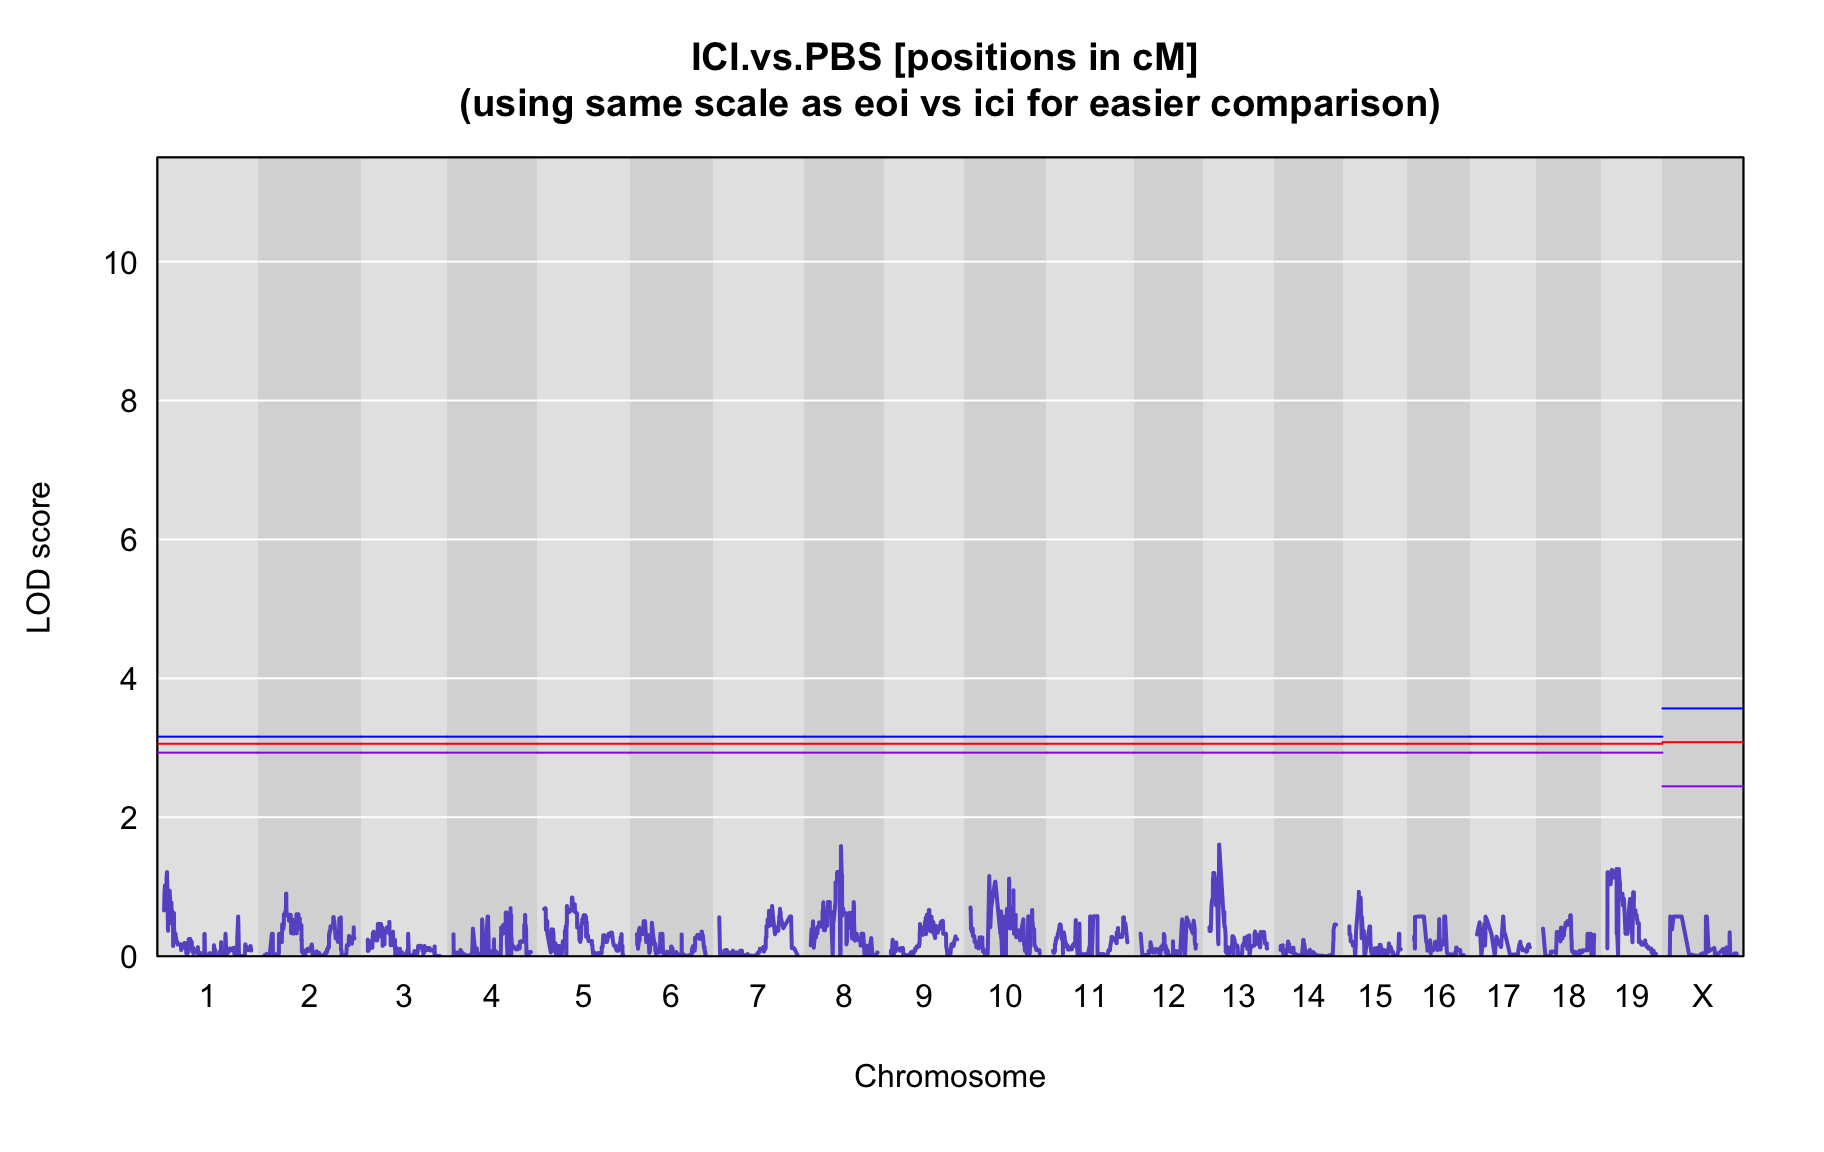 ICI.vs.PBS [positions in cM]
(using same scale as eoi vs ici for easier comparison)
10
8
6
4
2
0
LOD score
1 2 3 4 5 6 7 8 9 10 11 12 13 14 15 16 17 18 19 X
Chromosome